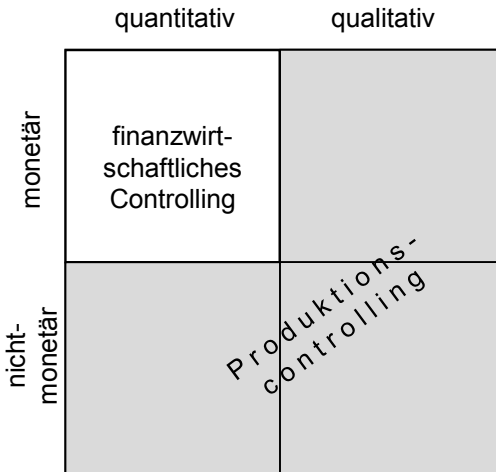 quantitativ
qualitativ
monetär
finanzwirt-
schaftliches
Controlling
nicht-
monetär
Produktions-
controlling